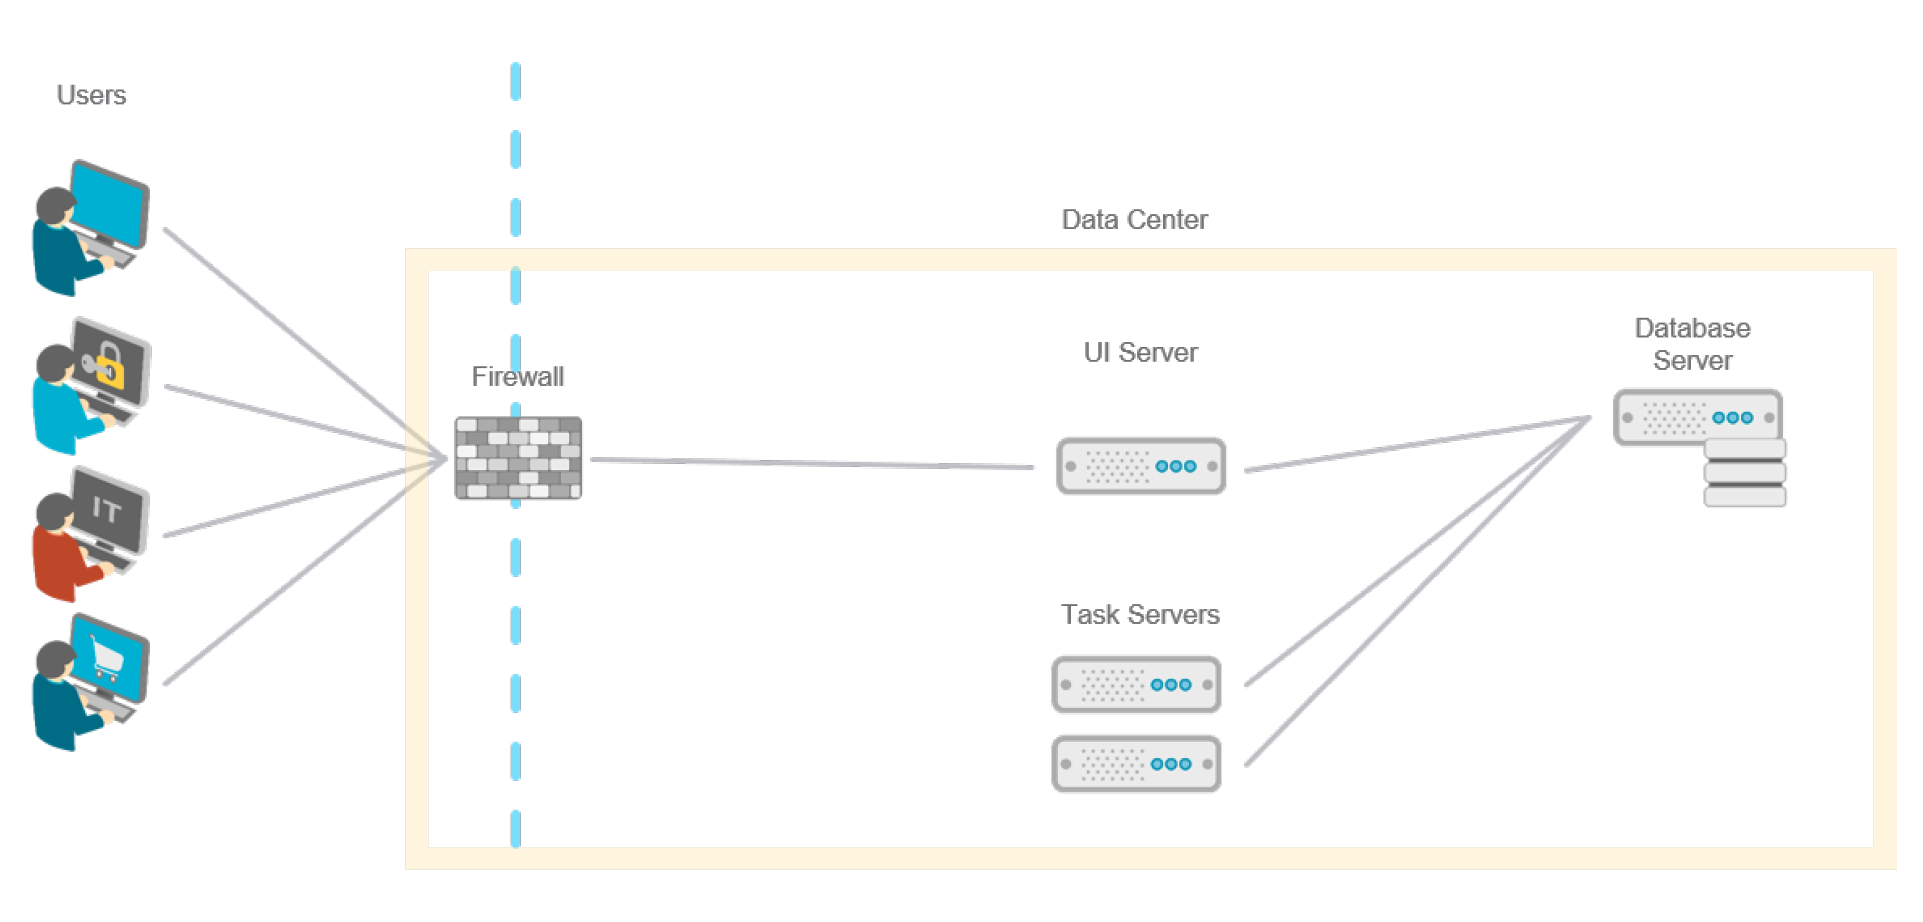 Users
Data Center
Firewall
UI Server
Database
Server
IT
Task Servers